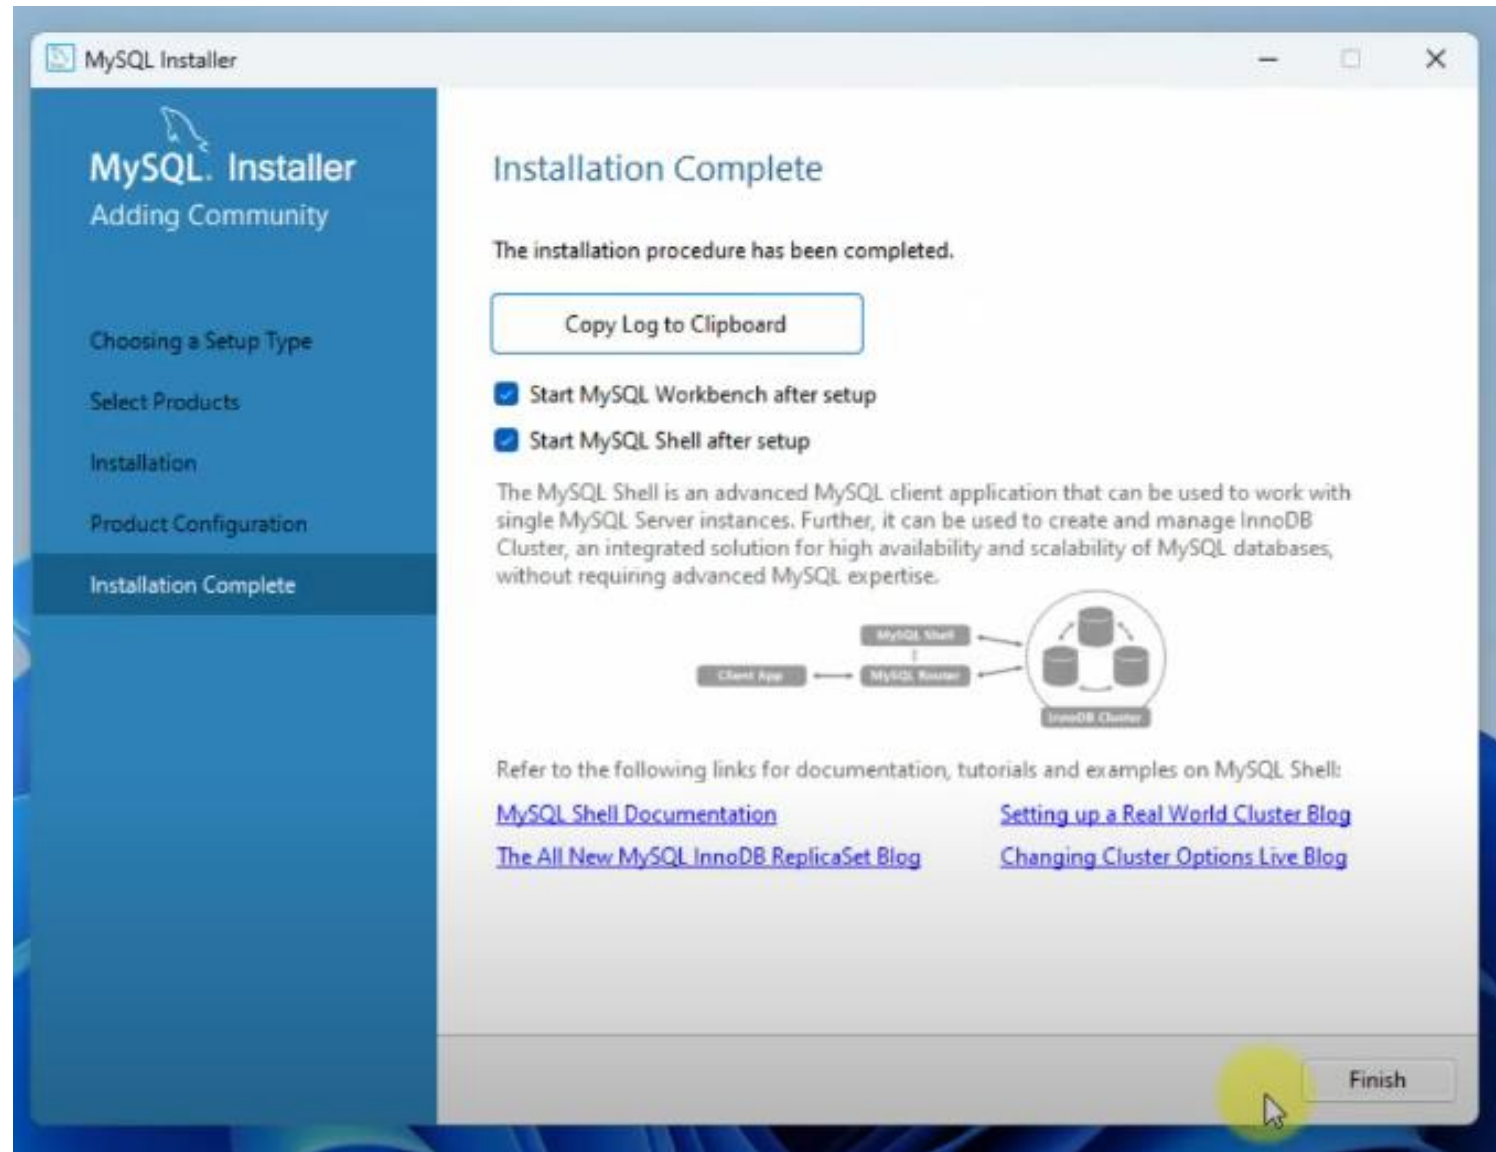 MySQL Installer
MySQL. Installer
Adding Community
Choosing a Setup Type
Select Products
Installation
Product Configuration
Installation Complete
Installation Complete
The installation procedure has been completed.
Copy Log to Clipboard
Start MySQL Workbench after setup
Start MySQL Shell after setup
The MySQL Shell is an advanced MySQL client application that can be used to work with
single MySQL Server instances. Further, it can be used to create and manage InnoDB
Cluster, an integrated solution for high availability and scalability of MySQL databases,
without requiring advanced MySQL expertise.
MySQL Shell
Client App
MySQL Router
InnoDB Cluster
Refer to the following links for documentation, tutorials and examples on MySQL Shell:
MySQL Shell Documentation
Setting up a Real World Cluster Blog
The All New MySQL InnoDB ReplicaSet Blog
Changing Cluster Options Live Blog
Finish